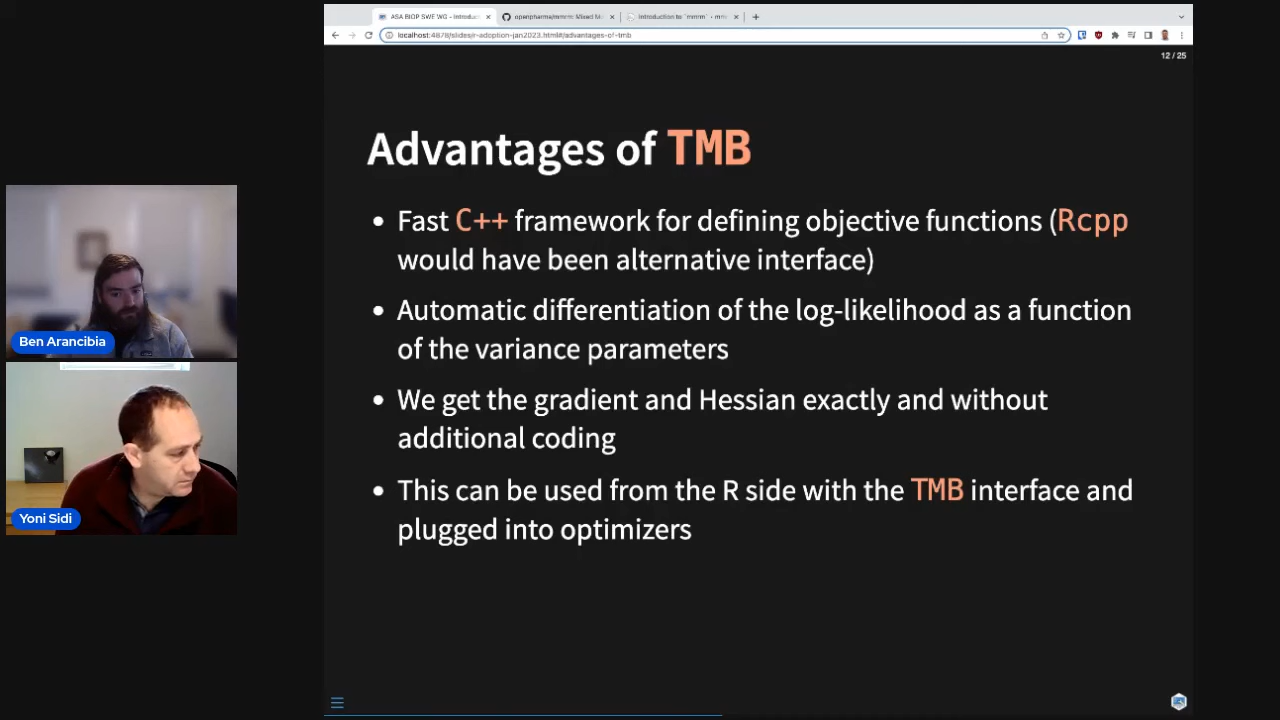 ASA BIOP SWE WG - Introduc
openpharma/mmrm: Mixed M
Introduction to `mmrm` • mm
localhost:4878/slides/r-adoption-jan2023.html#/advantages-of-tmb
12 / 25
Advantages of TMB
• Fast C++ framework for defining objective functions (Rcpp
would have been alternative interface)
• Automatic differentiation of the log-likelihood as a function
of the variance parameters
• We get the gradient and Hessian exactly and without
additional coding
• This can be used from the R side with the TMB interface and
plugged into optimizers
Ben Arancibia
Yoni Sidi